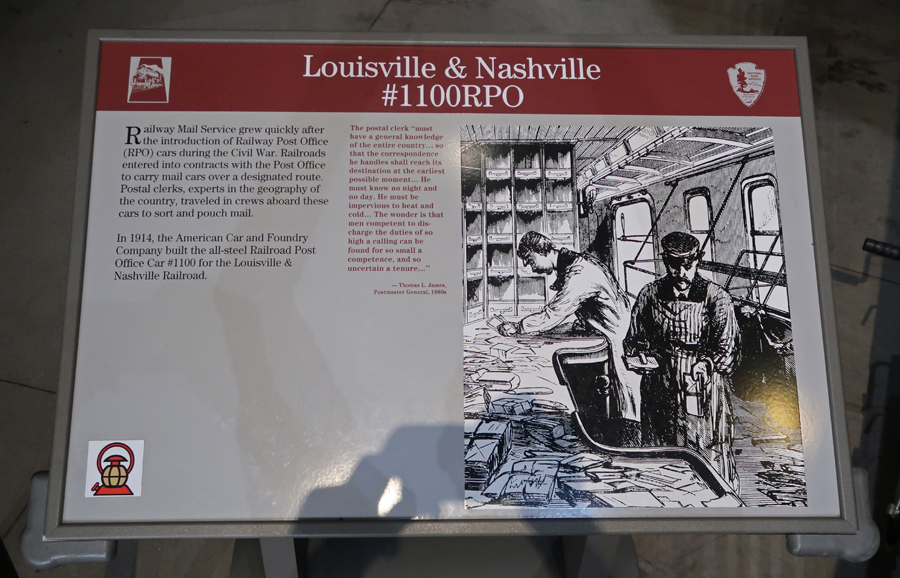 Louisville & Nashville
#1100RPO
Railway Mail Service grew quickly after
the introduction of Railway Post Office
(RPO) cars during the Civil War. Railroads
entered into contracts with the Post Office
to carry mail cars over a designated route.
Postal clerks, experts in the geography of
the country, traveled in crews aboard these
cars to sort and pouch mail.
In 1914, the American Car and Foundry
Company built the all-steel Railroad Post
Office Car #1100 for the Louisville &
Nashville Railroad.
The postal clerk "must
have a general knowledge
of the entire country... so
that the correspondence
he handles shall reach its
destination at the earliest
possible moment... He
must know no night and
no day. He must be
impervious to heat and
cold... The wonder is that
men competent to dis-
charge the duties of so
high a calling can be
found for so small a
competence, and so
uncertain a tenure..."
— Thomas L. James,
Postmaster General, 1880s